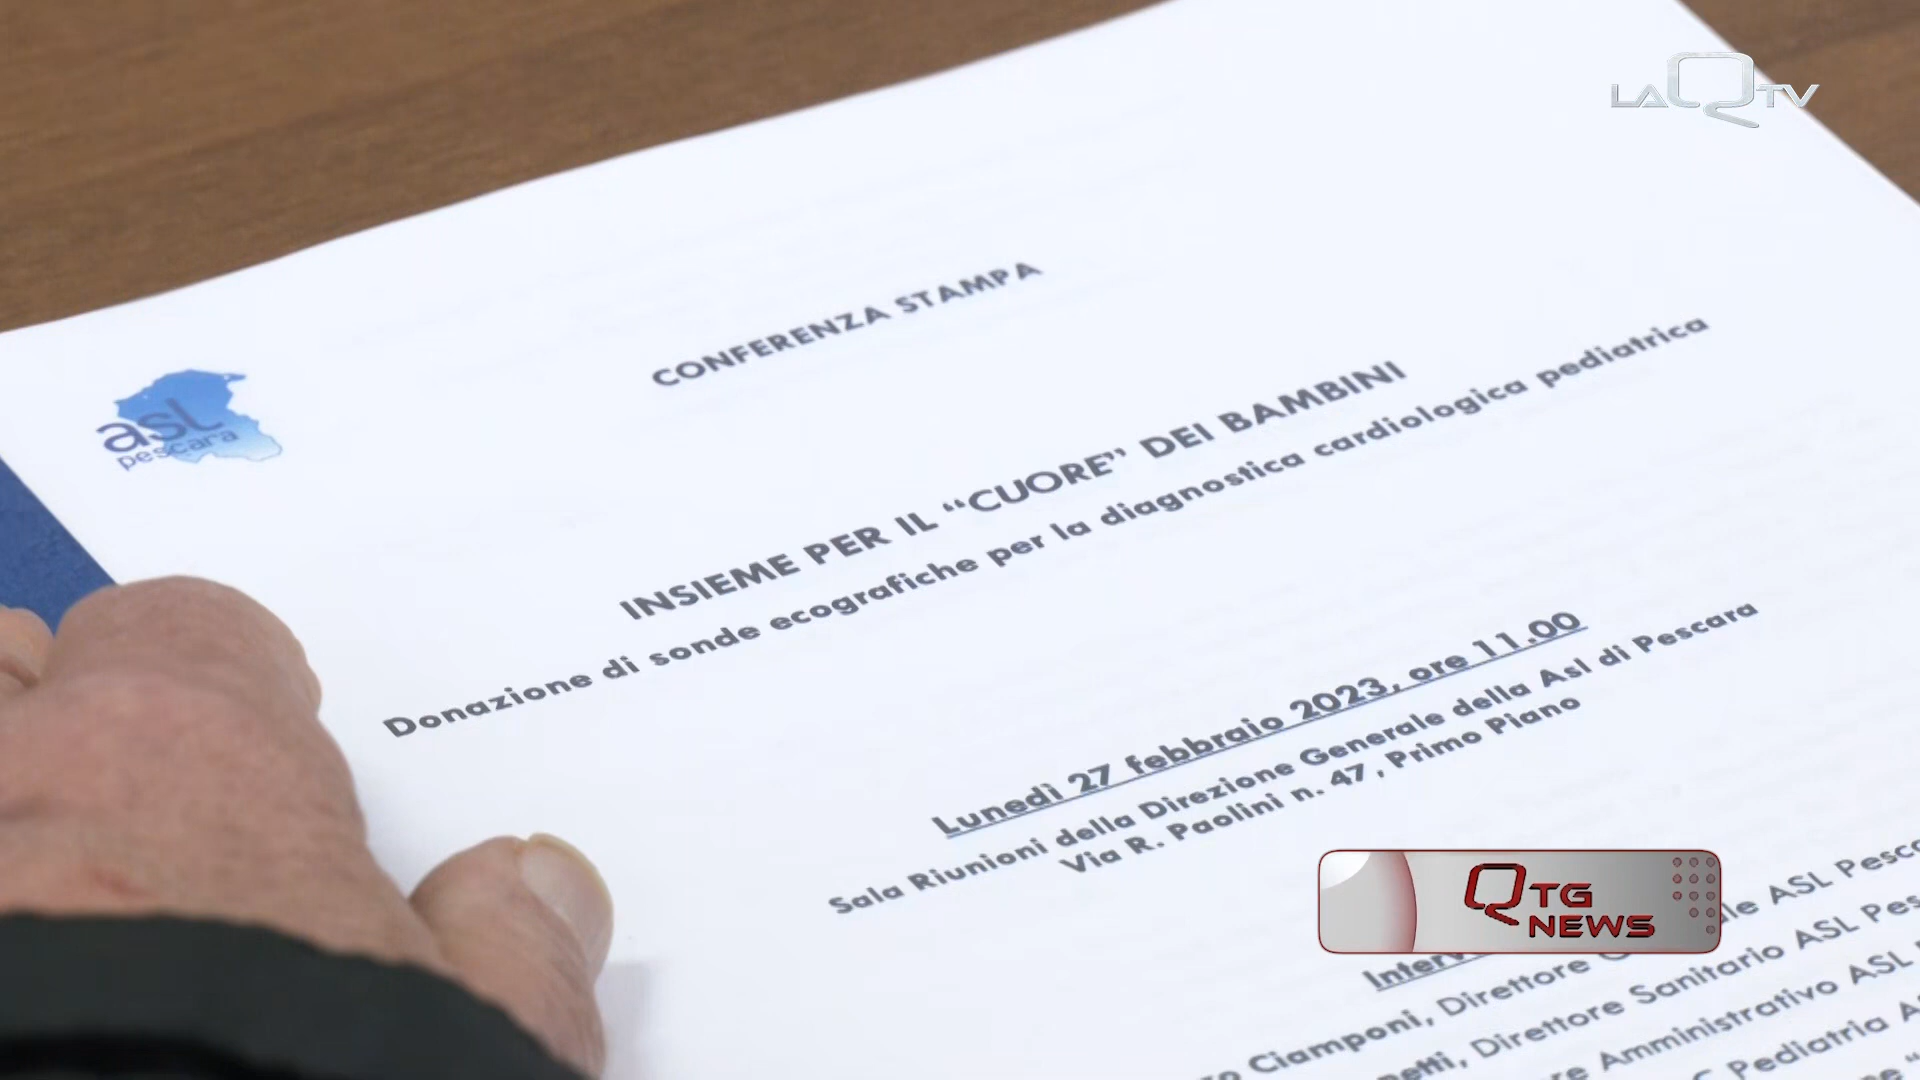 LAQTV
CONFERENZA STAMPA
asl
pescara
INSIEME PER IL “CUORE” DEI BAMBINI
Donazione di sonde ecografiche per la diagnostica cardiologica pediatrica
Lunedì 27 febbraio 2023, ore 11.00
Sala Riunioni della Direzione Generale della Asl di Pescara
Via R. Paolini n. 47, Primo Piano
QTG
NEWS
Ciamponi, Direttore ASL
Direttore Sanitario ASL
Amministrativo ASL
Pediatria